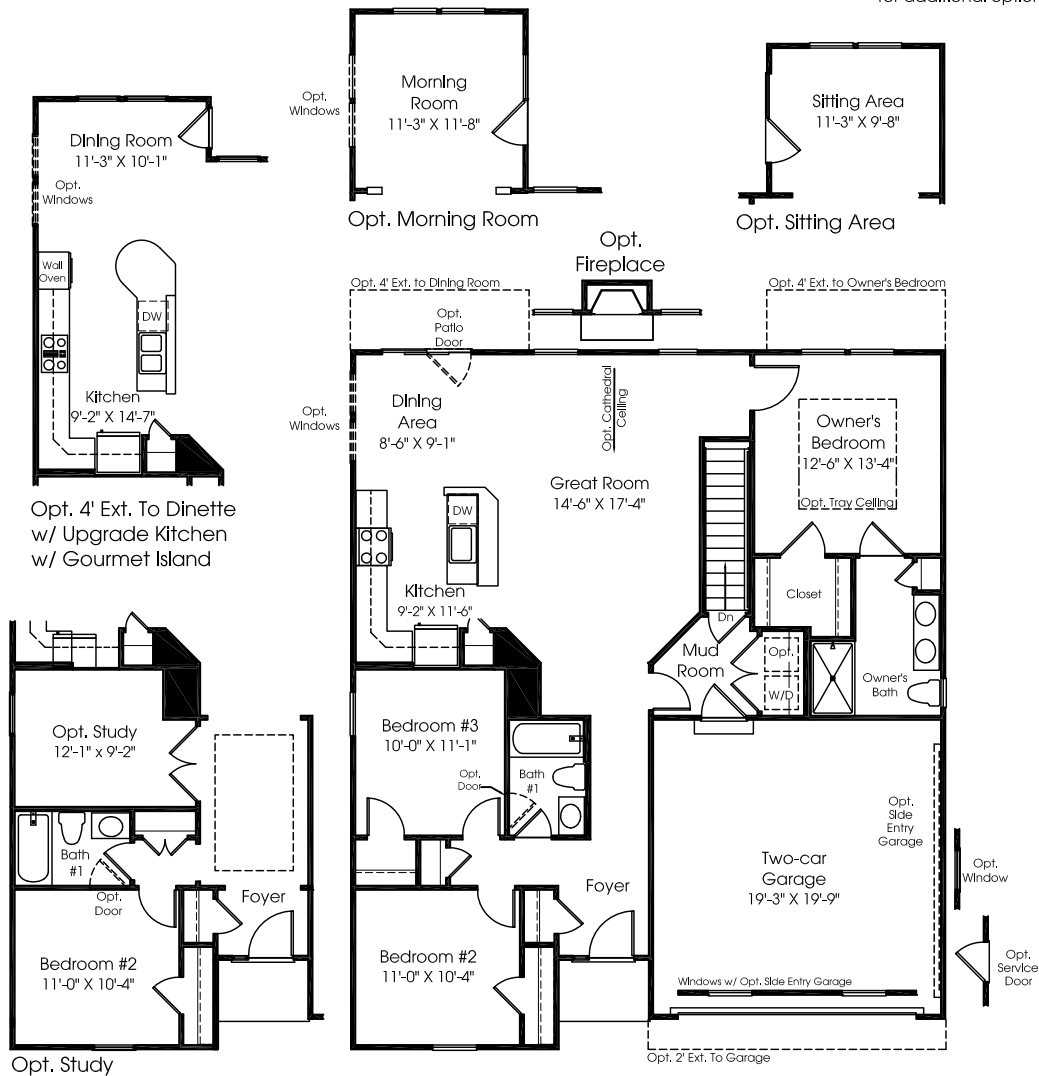 for additional option
Morning
Room
11'-3" X 11'-8"
Opt.
Windows
Opt. Morning Room
Sitting Area
11'-3" X 9'-8"
Opt. Sitting Area
Dining Room
11'-3" X 10'-1"
Opt.
Windows
Wall
Oven
DW
Kitchen
9'-2" X 14'-7"
Opt. 4' Ext. To Dinette
w/ Upgrade Kitchen
w/ Gourmet Island
Opt.
Fireplace
Opt. 4' Ext. to Dining Room
Opt. 4' Ext. to Owner's Bedroom
Opt.
Patio
Door
Opt.
Windows
Dining
Area
8'-6" X 9'-1"
Opt. Cathedral
Ceiling
Owner's
Bedroom
12'-6" X 13'-4"
Opt. Tray Ceiling
Great Room
14'-6" X 17'-4"
DW
Kitchen
9'-2" X 11'-6"
Closet
Dn
Mud
Room
Opt.
W/D
Owner's
Bath
Bedroom #3
10'-0" X 11'-1"
Opt.
Door
Bath
#1
Opt.
Side
Entry
Garage
Two-car
Garage
19'-3" X 19'-9"
Opt.
Window
Foyer
Bedroom #2
11'-0" X 10'-4"
Windows w/ Opt. Side Entry Garage
Opt.
Service
Door
Opt. 2' Ext. To Garage
Opt. Study
12'-1" x 9'-2"
Bath
#1
Opt.
Door
Foyer
Bedroom #2
11'-0" X 10'-4"
Opt. Study